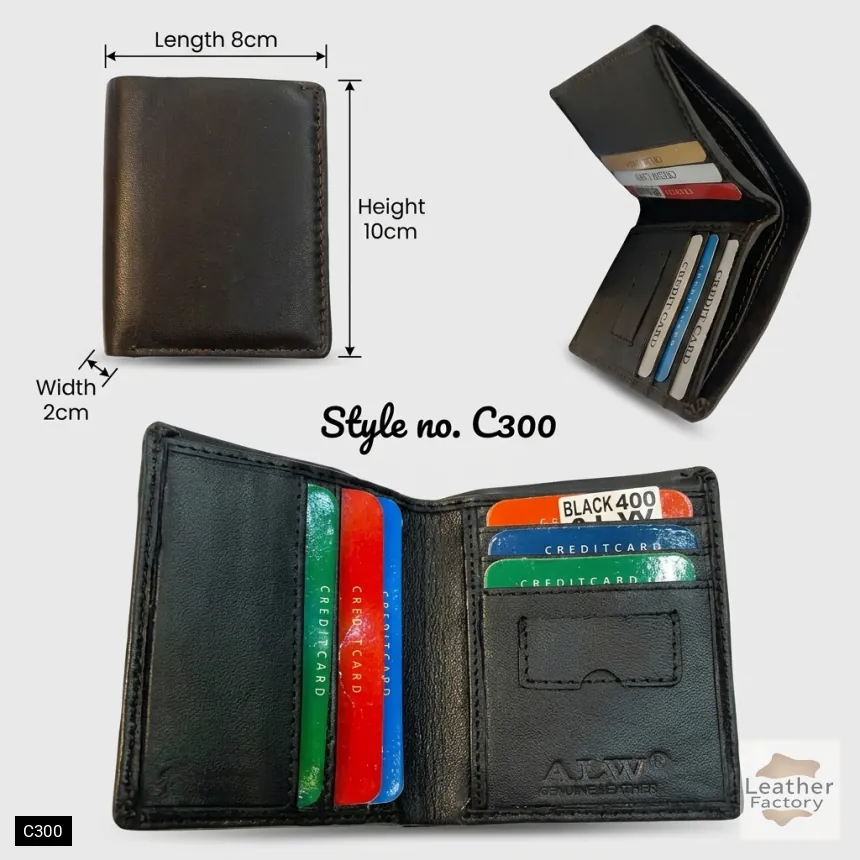 Length 8cm
Height
10cm
Width
2cm
Style no. C300
CREDIT CARD
CREDIT CARD
BLACK 400
CREDITCARD
CREDITCARD
CREDITCARD
CREDITCARD
CREDITCARD
ALW®
GENUINE LEATHER
Leather
Factory
C300